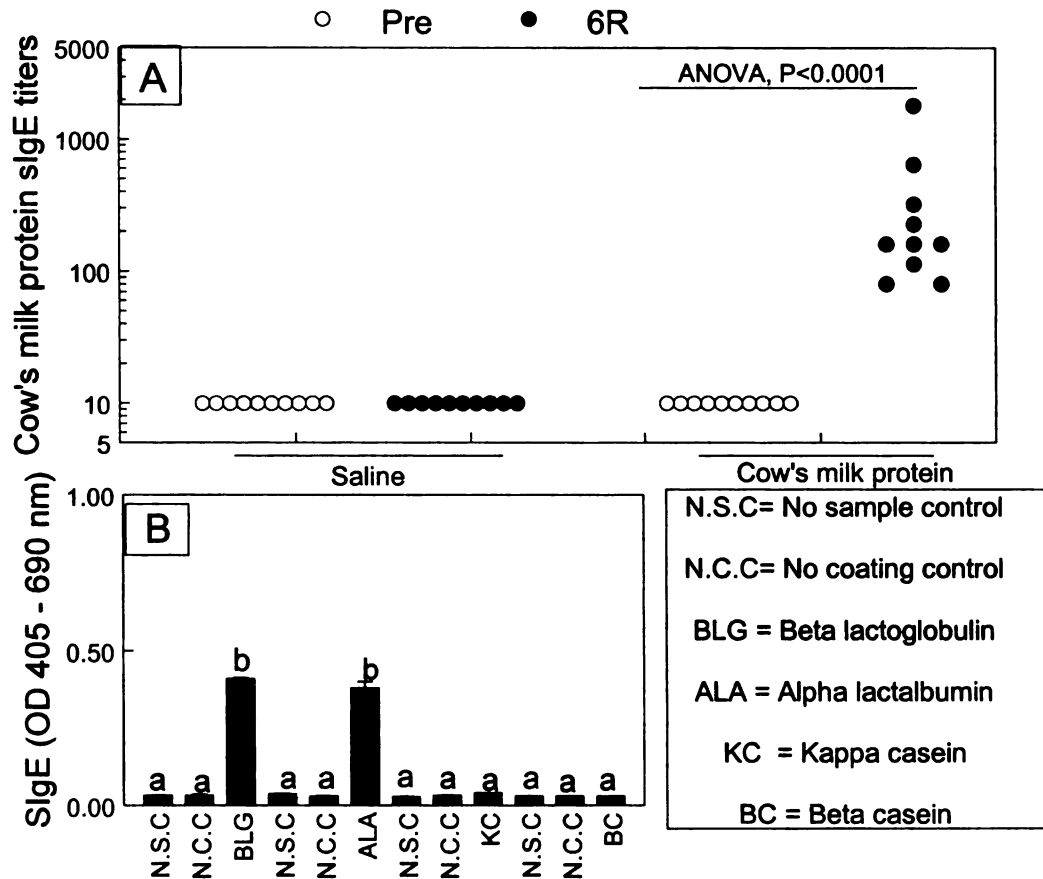 Pre 6R
A
ANOVA, P<0.0001
Cow's milk protein sIgE titers
5000
1000
100
10
5
Saline
Cow's milk protein
B
SIgE (OD 405 - 690 nm)
1.00
0.50
0.00
a a b a a b a a a a a a
N.S.C N.C.C BLG N.S.C N.C.C ALA N.S.C N.C.C KC N.S.C N.C.C BC
N.S.C= No sample control
N.C.C= No coating control
BLG = Beta lactoglobulin
ALA = Alpha lactalbumin
KC = Kappa casein
BC = Beta casein